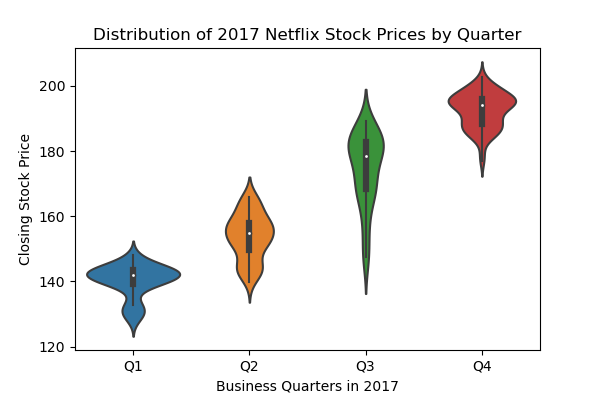 Distribution of 2017 Netflix Stock Prices by Quarter
Closing Stock Price
200
180
160
140
120
Q1 Q2 Q3 Q4
Business Quarters in 2017